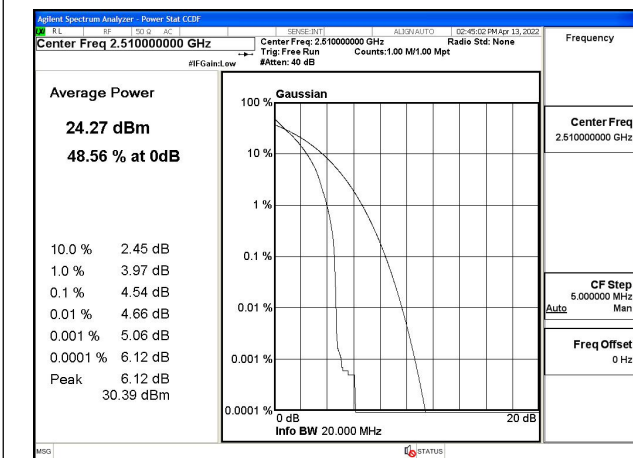 Agilent Spectrum Analyzer - Power Stat CCDF
LXI RL RF 50 Ω AC SENSE:INT ALIGNAUTO 02:45:02 PM Apr 13, 2022
Center Freq 2.510000000 GHz
Center Freq: 2.510000000 GHz Radio Std: None
Trig: Free Run Counts:1.00 M/1.00 Mpt
#IFGain:Low #Atten: 40 dB
Frequency
Average Power
24.27 dBm
48.56 % at 0dB
10.0 % 2.45 dB
1.0 % 3.97 dB
0.1 % 4.54 dB
0.01 % 4.66 dB
0.001 % 5.06 dB
0.0001 % 6.12 dB
Peak 6.12 dB
30.39 dBm
Gaussian
100 %
10 %
1 %
0.1 %
0.01 %
0.001 %
0.0001 %
0 dB 20 dB
Info BW 20.000 MHz
Center Freq
2.510000000 GHz
CF Step
5.000000 MHz
Auto Man
Freq Offset
0 Hz
MSG STATUS